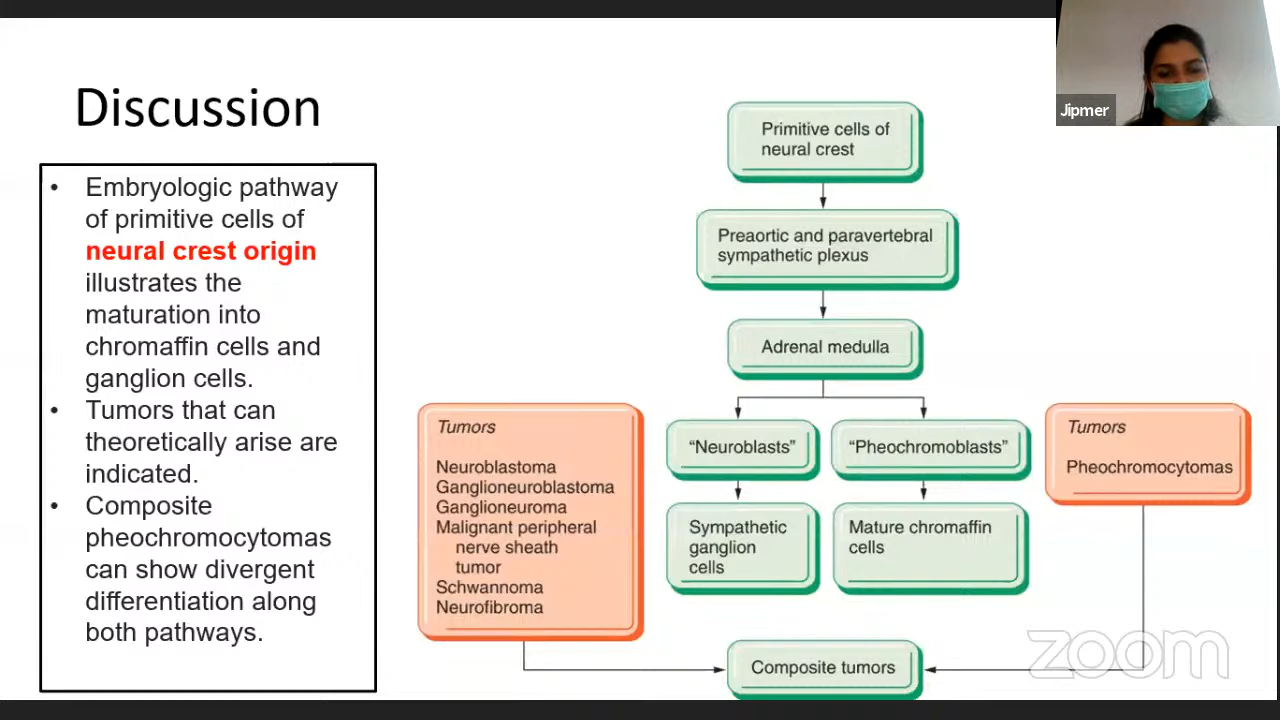 Discussion
• Embryologic pathway
of primitive cells of
neural crest origin
illustrates the
maturation into
chromaffin cells and
ganglion cells.
• Tumors that can
theoretically arise are
indicated.
• Composite
pheochromocytomas
can show divergent
differentiation along
both pathways.
Primitive cells of
neural crest
Preaortic and paravertebral
sympathetic plexus
Adrenal medulla
Tumors
Neuroblastoma
Ganglioneuroblastoma
Ganglioneuroma
Malignant peripheral
nerve sheath
tumor
Schwannoma
Neurofibroma
“Neuroblasts”
“Pheochromoblasts”
Tumors
Pheochromocytomas
Sympathetic
ganglion
cells
Mature chromaffin
cells
Composite tumors
Jipmer
zoom